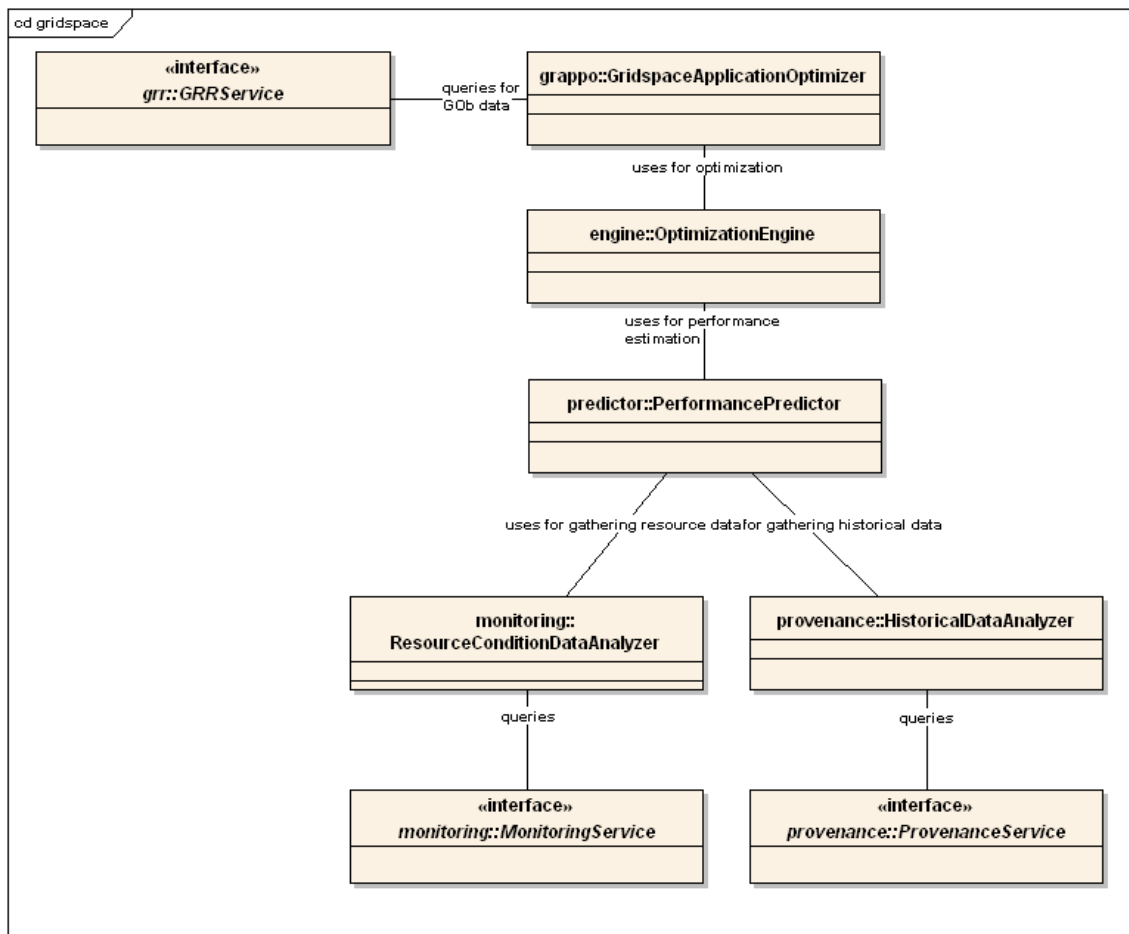 cd gridspace
«interface»
grr::GRRService
queries for
GOb data
grappo::GridspaceApplicationOptimizer
uses for optimization
engine::OptimizationEngine
uses for performance
estimation
predictor::PerformancePredictor
uses for gathering resource data
for gathering historical data
monitoring::
ResourceConditionDataAnalyzer
provenance::HistoricalDataAnalyzer
queries
queries
«interface»
monitoring::MonitoringService
«interface»
provenance::ProvenanceService